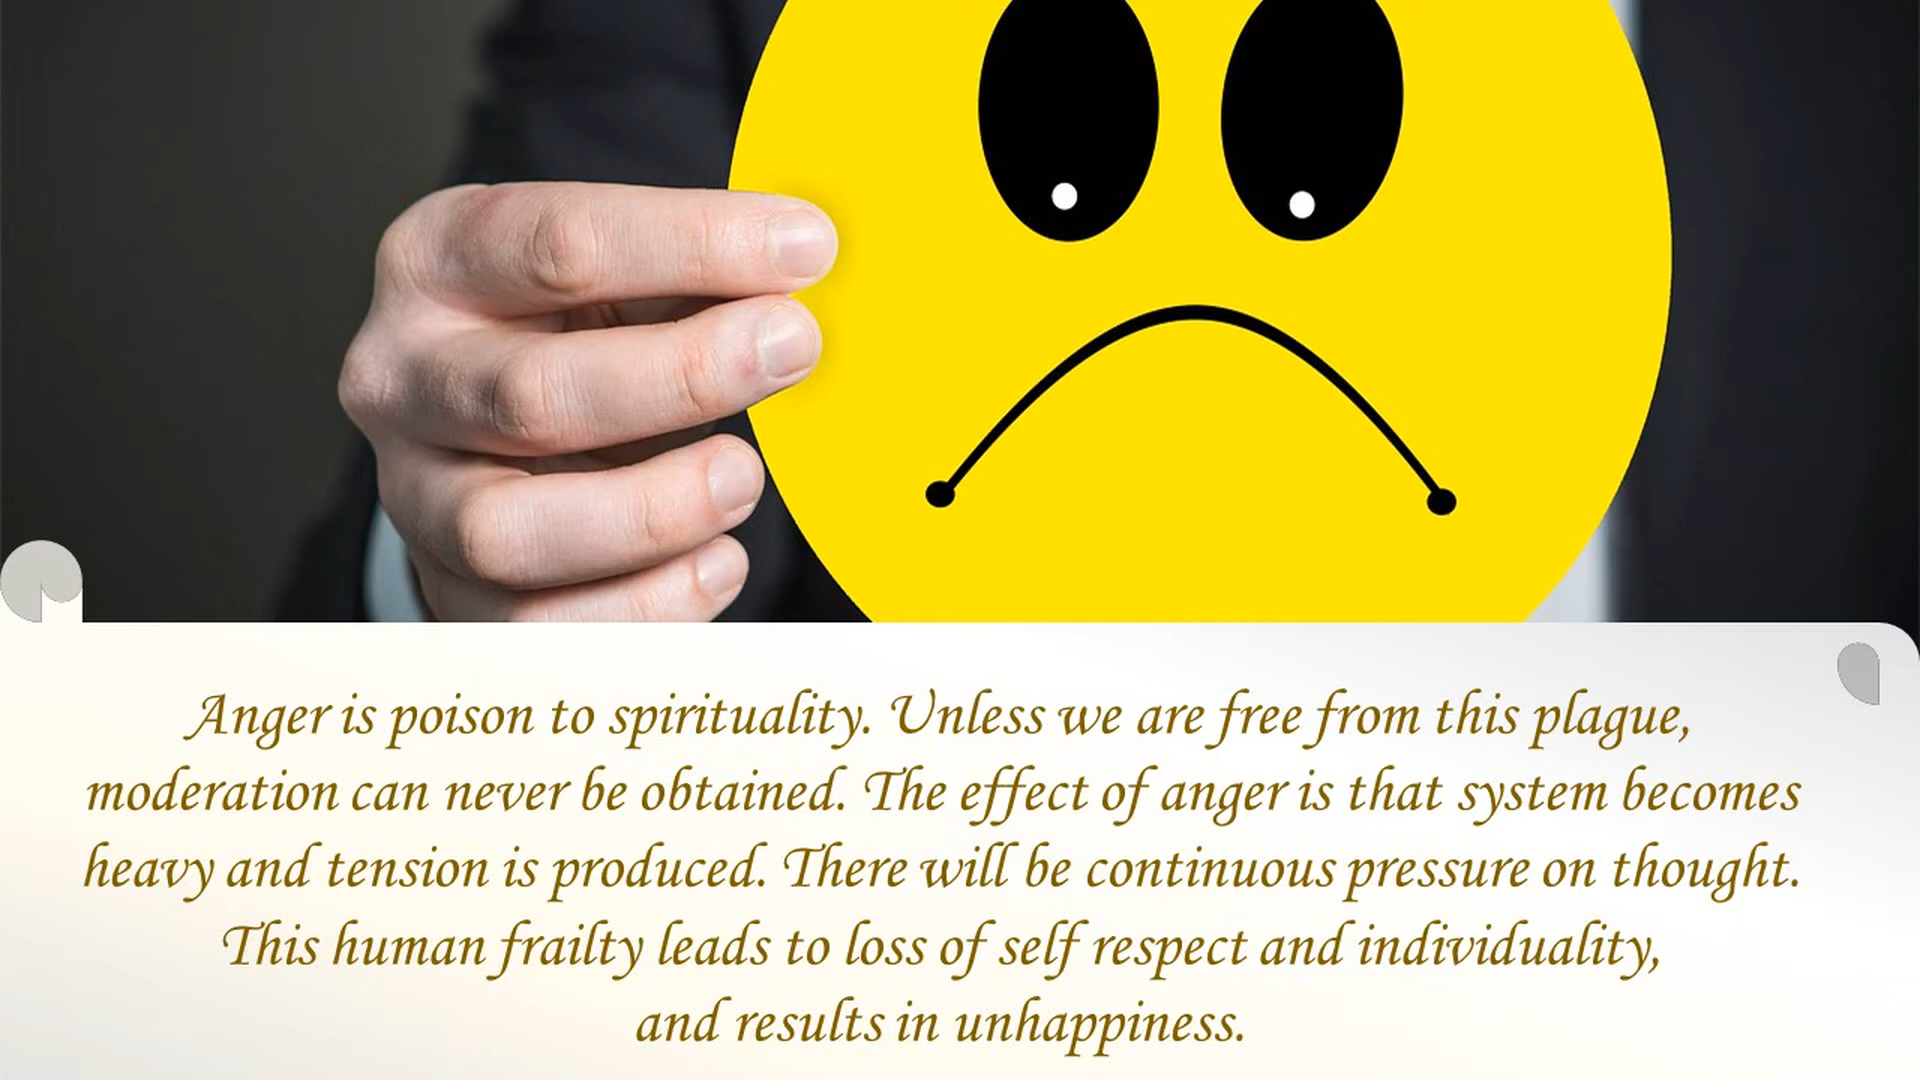 Anger is poison to spirituality. Unless we are free from this plague,
moderation can never be obtained. The effect of anger is that system becomes
heavy and tension is produced. There will be continuous pressure on thought.
This human frailty leads to loss of self respect and individuality,
and results in unhappiness.